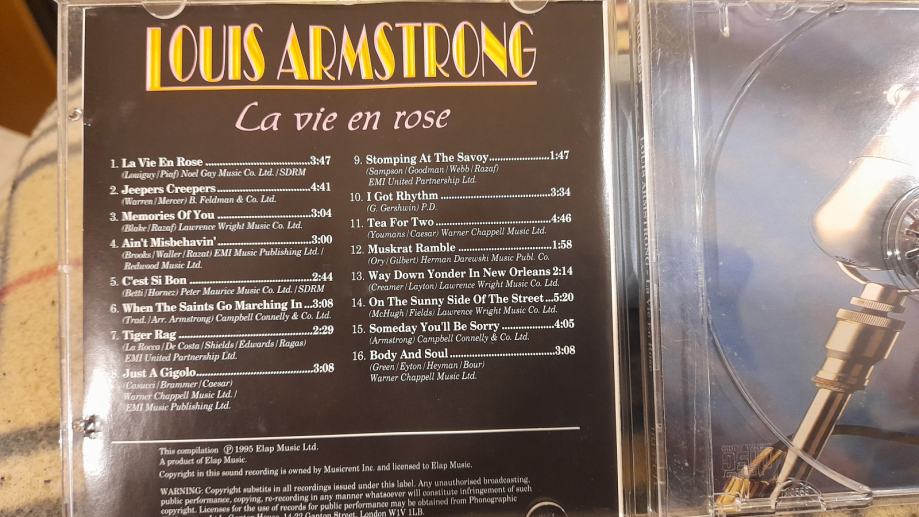 LOUIS ARMSTRONG
La vie en rose
1. La Vie En Rose ...3:47
(Louiguy/Piaf) Noel Gay Music Co. Ltd./SDRM
2. Jeepers Creepers ...4:41
(Warren/Mercer) B. Feldman & Co. Ltd.
3. Memories Of You ...3:04
(Blake/Razaf) Lawrence Wright Music Co. Ltd.
4. Ain't Misbehavin' ...3:00
(Brooks/Waller/Razaf) EMI Music Publishing Ltd./
Redwood Music Ltd.
5. C'est Si Bon ...2:44
(Betti/Hornez) Peter Maurice Music Co. Ltd./SDRM
6. When The Saints Go Marching In ...3:08
(Trad./Arr. Armstrong) Campbell Connelly & Co. Ltd.
7. Tiger Rag ...2:29
(La Rocca/De Costa/Shields/Edwards/Ragas)
EMI United Partnership Ltd.
8. Just A Gigolo ...3:08
(Casucci/Brammer/Caesar)
Warner Chappell Music Ltd./
EMI Music Publishing Ltd.
9. Stomping At The Savoy ...1:47
(Sampson/Goodman/Webb/Razaf)
EMI United Partnership Ltd.
10. I Got Rhythm ...3:34
(G. Gershwin) P.D.
11. Tea For Two ...4:46
(Youmans/Caesar) Warner Chappell Music Ltd.
12. Muskrat Ramble ...1:58
(Ory/Gilbert) Herman Darewski Music Publ. Co.
13. Way Down Yonder In New Orleans 2:14
(Creamer/Layton) Lawrence Wright Music Co. Ltd.
14. On The Sunny Side Of The Street ...5:20
(McHugh/Fields) Lawrence Wright Music Co. Ltd.
15. Someday You'll Be Sorry ...4:05
(Armstrong) Campbell Connelly & Co. Ltd.
16. Body And Soul ...3:08
(Green/Eyton/Heyman/Bour)
Warner Chappell Music Ltd.
This compilation ℗ 1995 Elap Music Ltd.
A product of Elap Music.
Copyright in this sound recording is owned by Musicrent Inc. and licensed to Elap Music.
WARNING: Copyright substits in all recordings issued under this label. Any unauthorised broadcasting,
public performance, copying, re-recording in any manner whatsoever will constitute infringement of such
copyright. Licenses for the use of records for public performance may be obtained from Phonographic
Ganton House, 14-22 Ganton Street, London W1V 1LB.